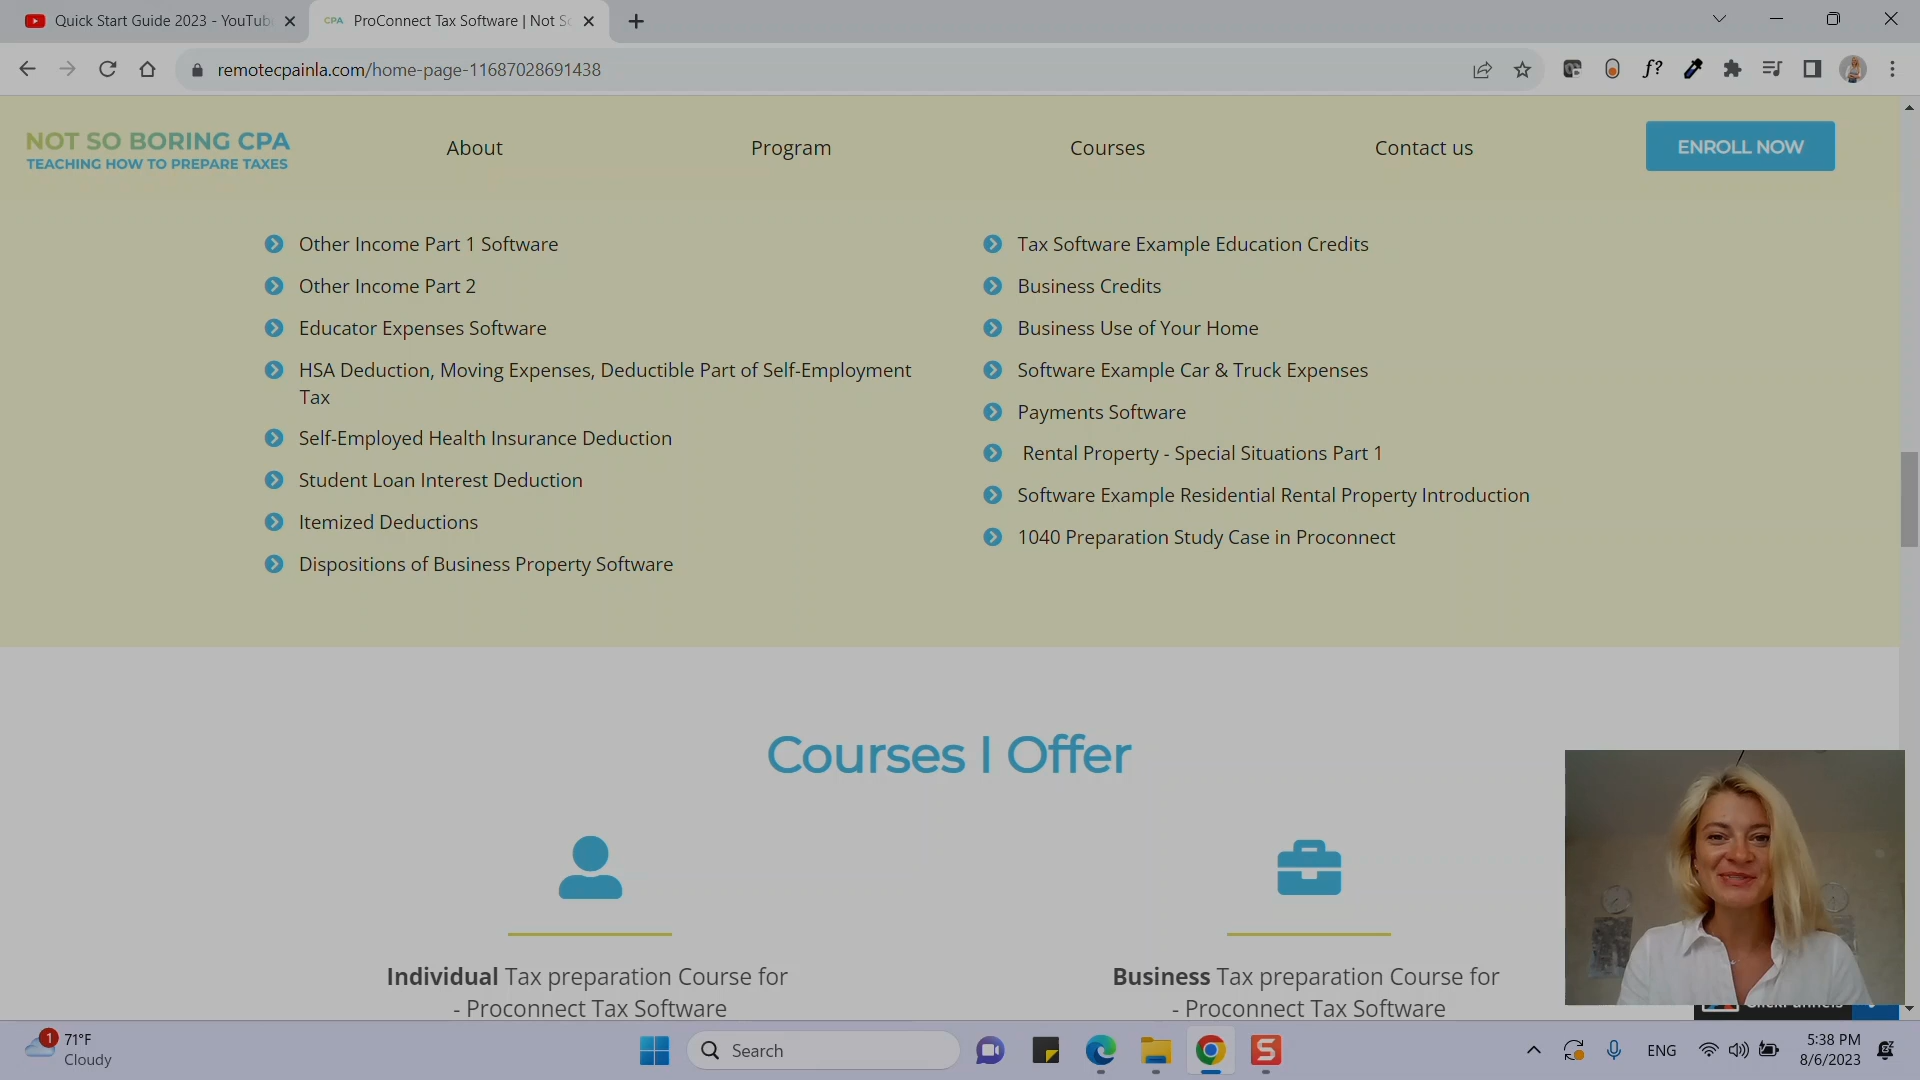 Quick Start Guide 2023 - YouTub
CPA ProConnect Tax Software | Not So
remotecpainla.com/home-page-11687028691438
f?
NOT SO BORING CPA
TEACHING HOW TO PREPARE TAXES
About
Program
Courses
Contact us
ENROLL NOW
Other Income Part 1 Software
Other Income Part 2
Educator Expenses Software
HSA Deduction, Moving Expenses, Deductible Part of Self-Employment
Tax
Self-Employed Health Insurance Deduction
Student Loan Interest Deduction
Itemized Deductions
Dispositions of Business Property Software
Tax Software Example Education Credits
Business Credits
Business Use of Your Home
Software Example Car & Truck Expenses
Payments Software
Rental Property - Special Situations Part 1
Software Example Residential Rental Property Introduction
1040 Preparation Study Case in Proconnect
Courses I Offer
Individual Tax preparation Course for
- Proconnect Tax Software
Business Tax preparation Course for
- Proconnect Tax Software
1
71°F
Cloudy
Search
S
ENG
5:38 PM
8/6/2023